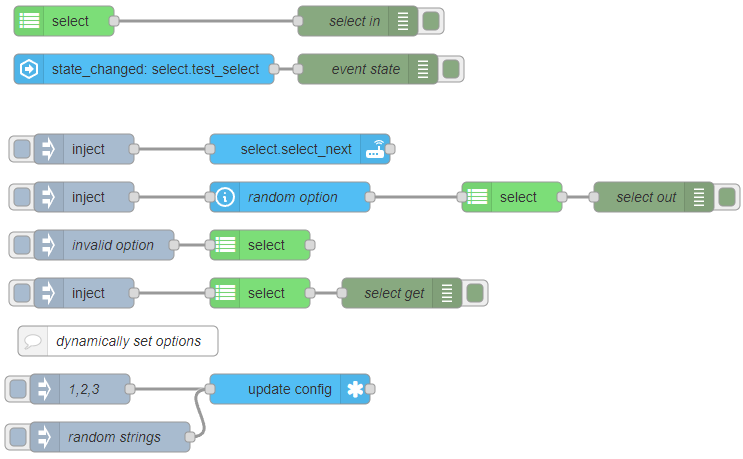 select select in
state_changed: select.test_select event state
inject select.select_next
inject random option select select out
invalid option select
inject select select get
dynamically set options
1,2,3 update config
random strings